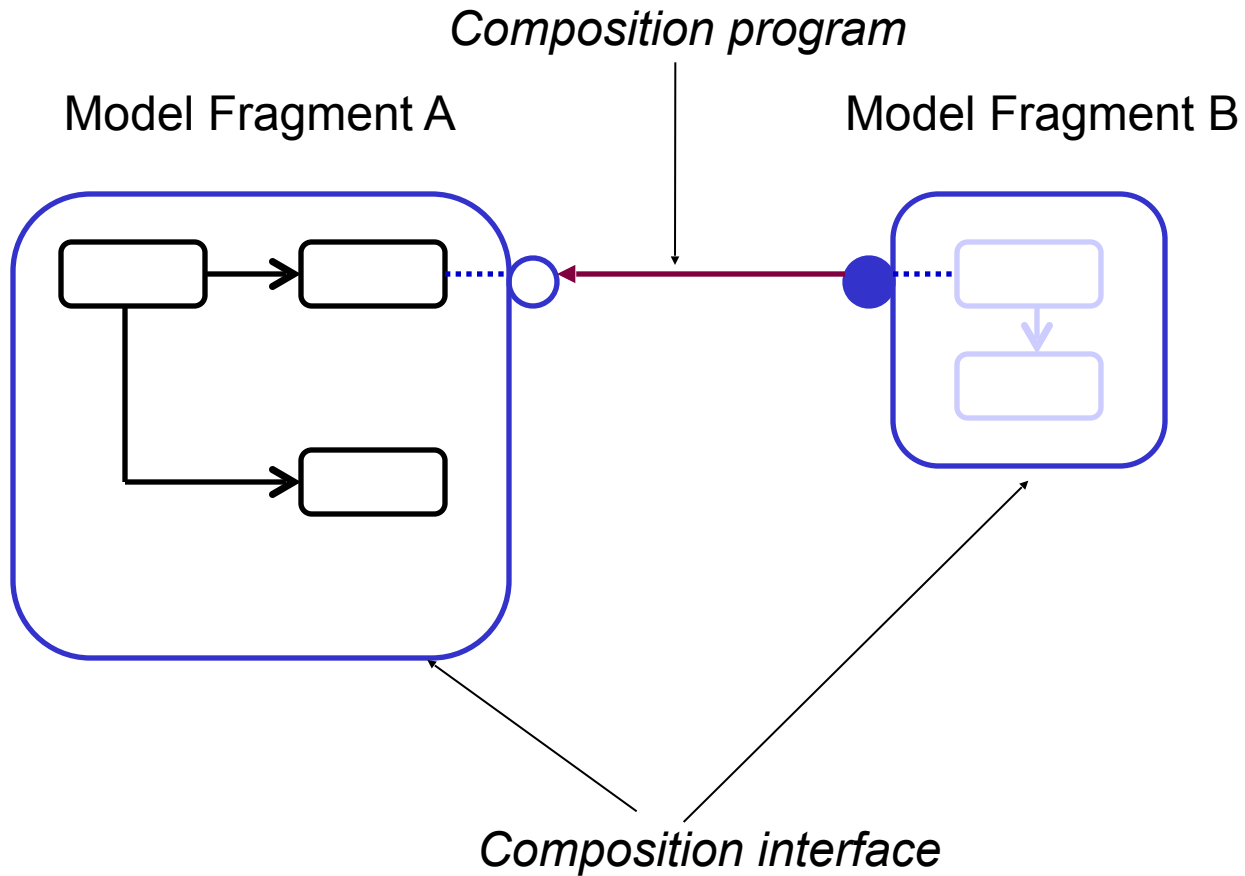 Composition program
Model Fragment A
Model Fragment B
Composition interface